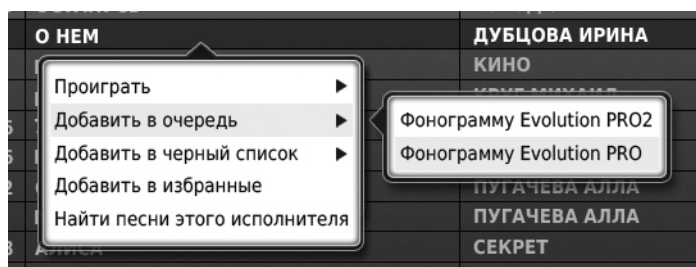 О НЕМ ДУБЦОВА ИРИНА
КИНО
Проиграть
Добавить в очередь
Добавить в черный список
Добавить в избранные
Найти песни этого исполнителя
Фонограмму Evolution PRO2
Фонограмму Evolution PRO
ПУГАЧЕВА АЛЛА
ПУГАЧЕВА АЛЛА
АЛИСА СЕКРЕТ